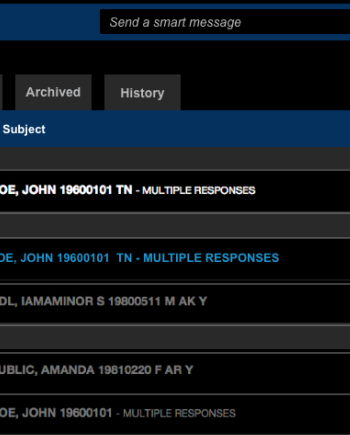 Send a smart message
Archived History
Subject
OE, JOHN 19600101 TN - MULTIPLE RESPONSES
OE, JOHN 19600101 TN - MULTIPLE RESPONSES
DL, IAMAMINOR S 19800511 M AK Y
UBLIC, AMANDA 19810220 F AR Y
OE, JOHN 19600101 - MULTIPLE RESPONSES